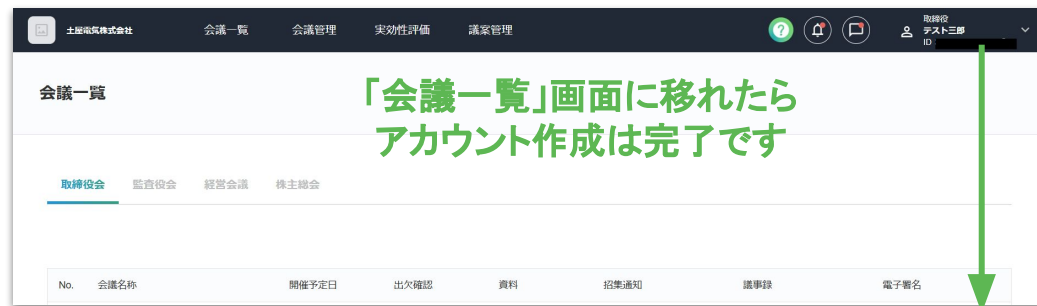 土屋電気株式会社 会議一覧 会議管理 実効性評価 議案管理 ? 取締役
テスト三郎
ID
会議一覧
「会議一覧」画面に移れたら
アカウント作成は完了です
取締役会 監査役会 経営会議 株主総会
No. 会議名称 開催予定日 出欠確認 資料 招集通知 議事録 電子署名